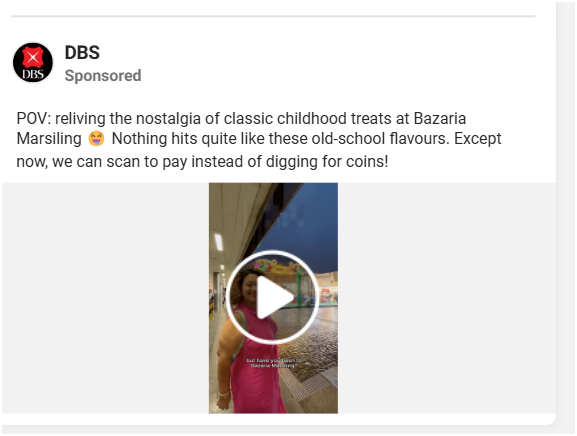 DBS
DBS
Sponsored
POV: reliving the nostalgia of classic childhood treats at Bazaria
Marsiling 😄 Nothing hits quite like these old-school flavours. Except
now, we can scan to pay instead of digging for coins!
but have you been to
Bazaria Marsiling?